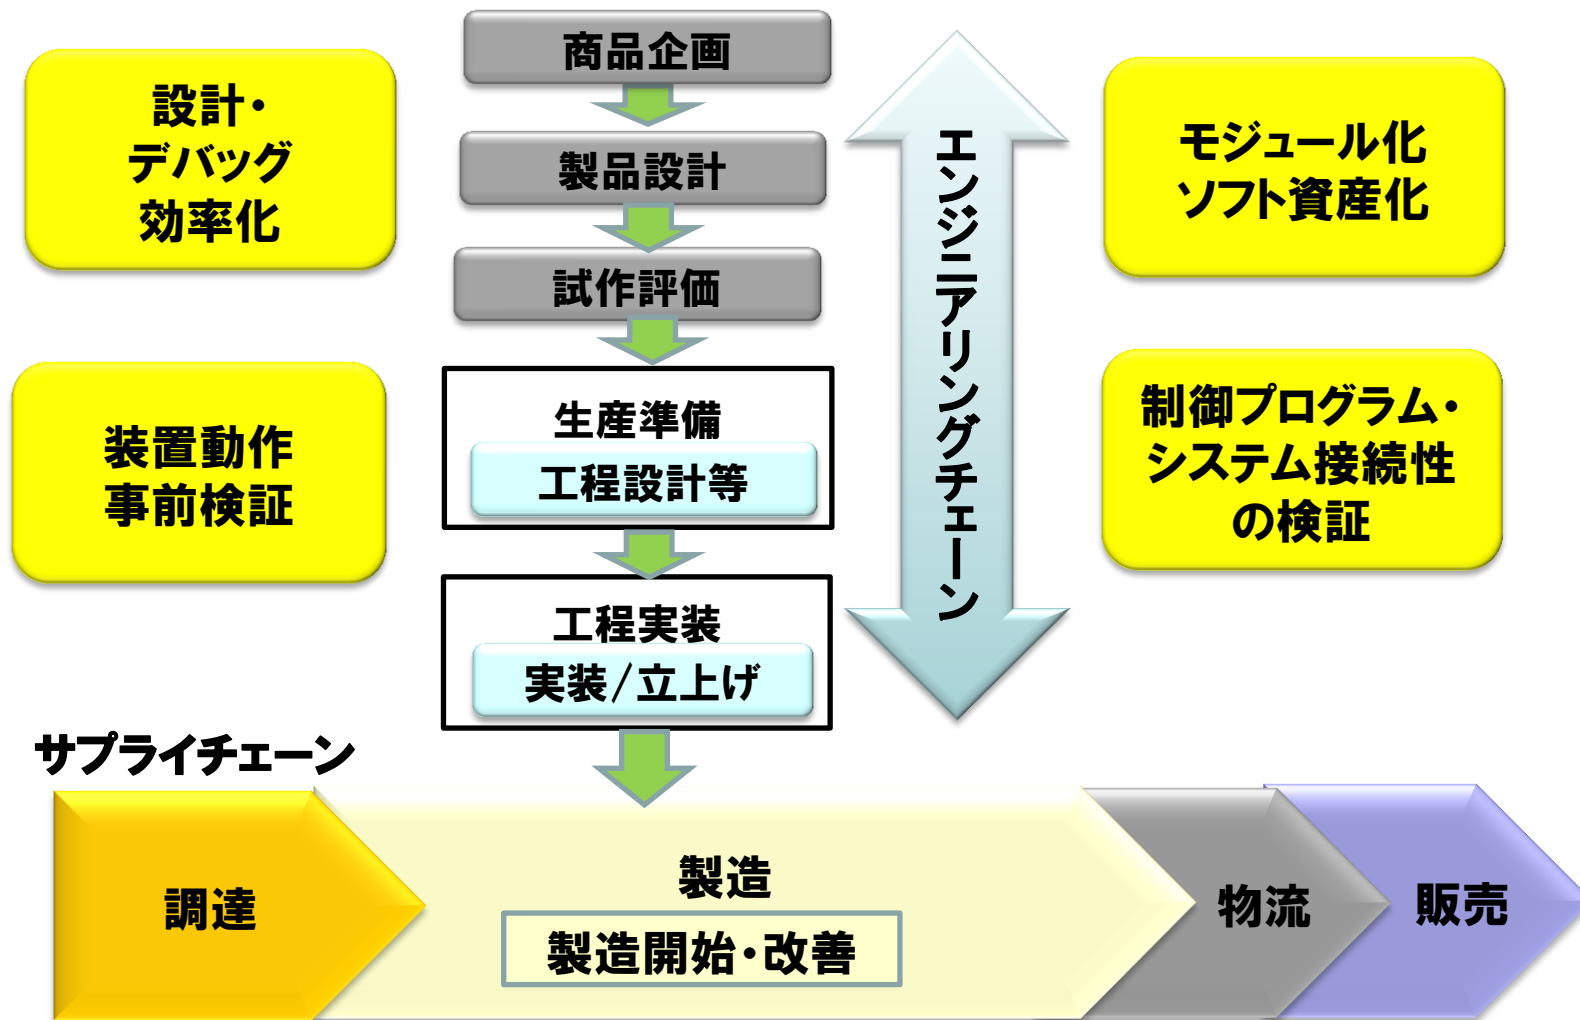 商品企画
製品設計
試作評価
生産準備
工程設計等
工程実装
実装/立上げ
設計・
デバッグ
効率化
装置動作
事前検証
エンジニアリングチェーン
モジュール化
ソフト資産化
制御プログラム・
システム接続性
の検証
サプライチェーン
調達
製造
製造開始・改善
物流
販売